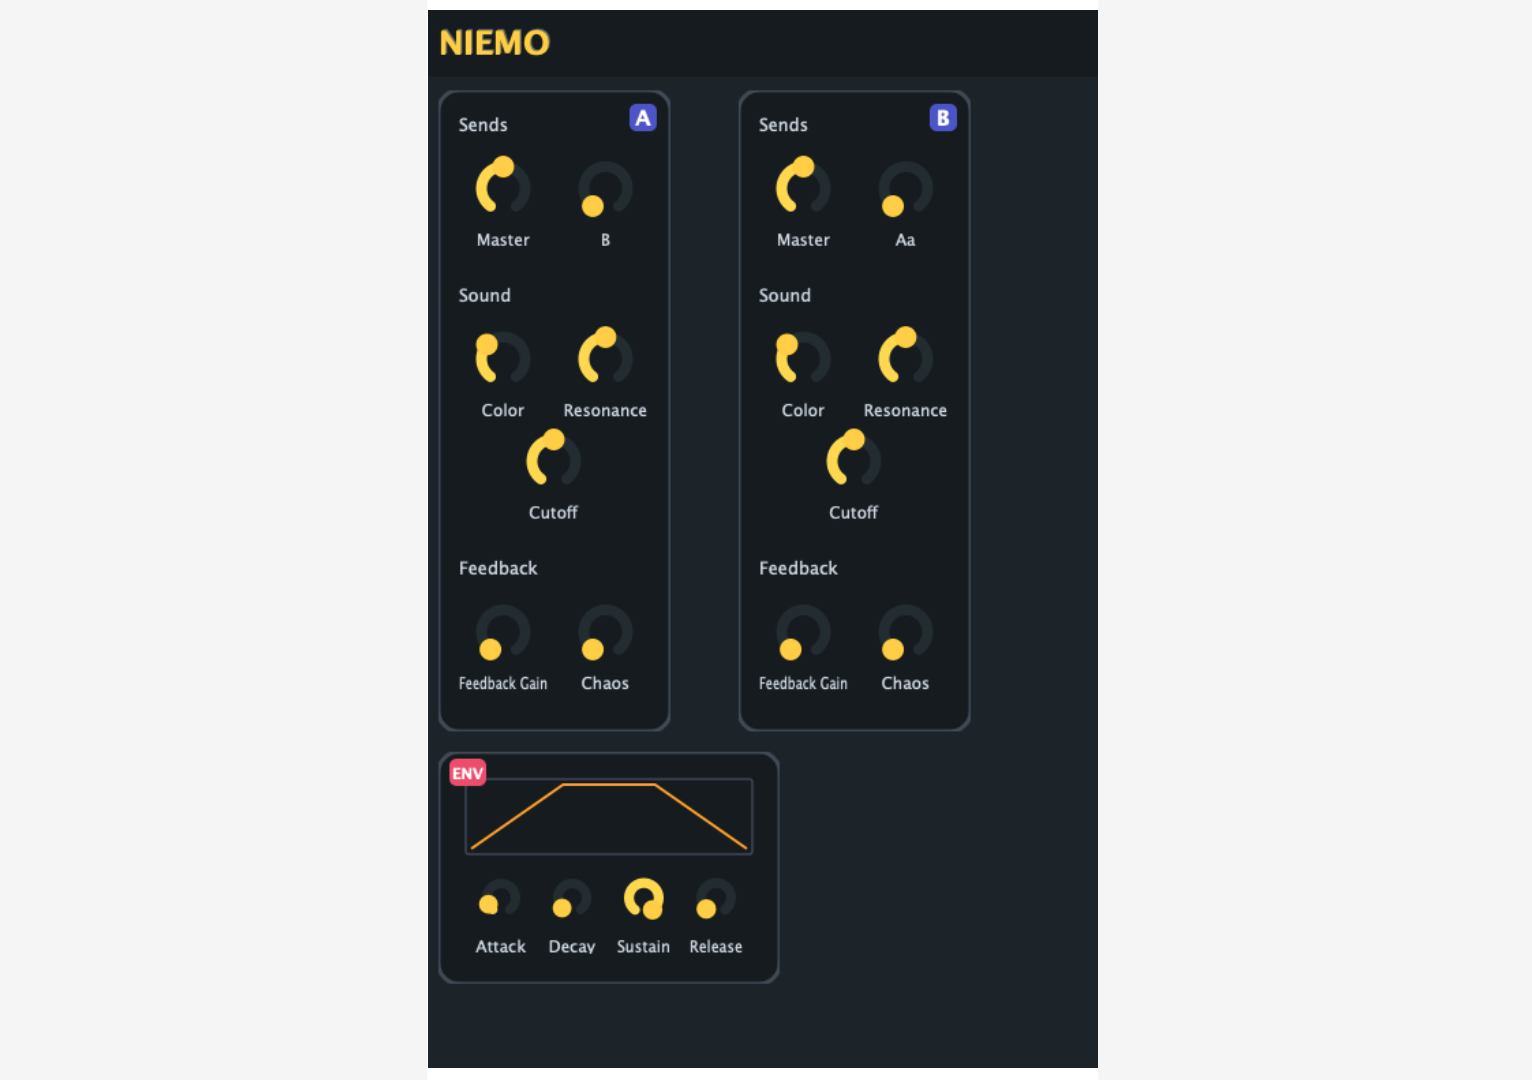 NIEMO
A
Sends
Master B
Sound
Color Resonance
Cutoff
Feedback
Feedback Gain Chaos
B
Sends
Master Aa
Sound
Color Resonance
Cutoff
Feedback
Feedback Gain Chaos
ENV
Attack Decay Sustain Release